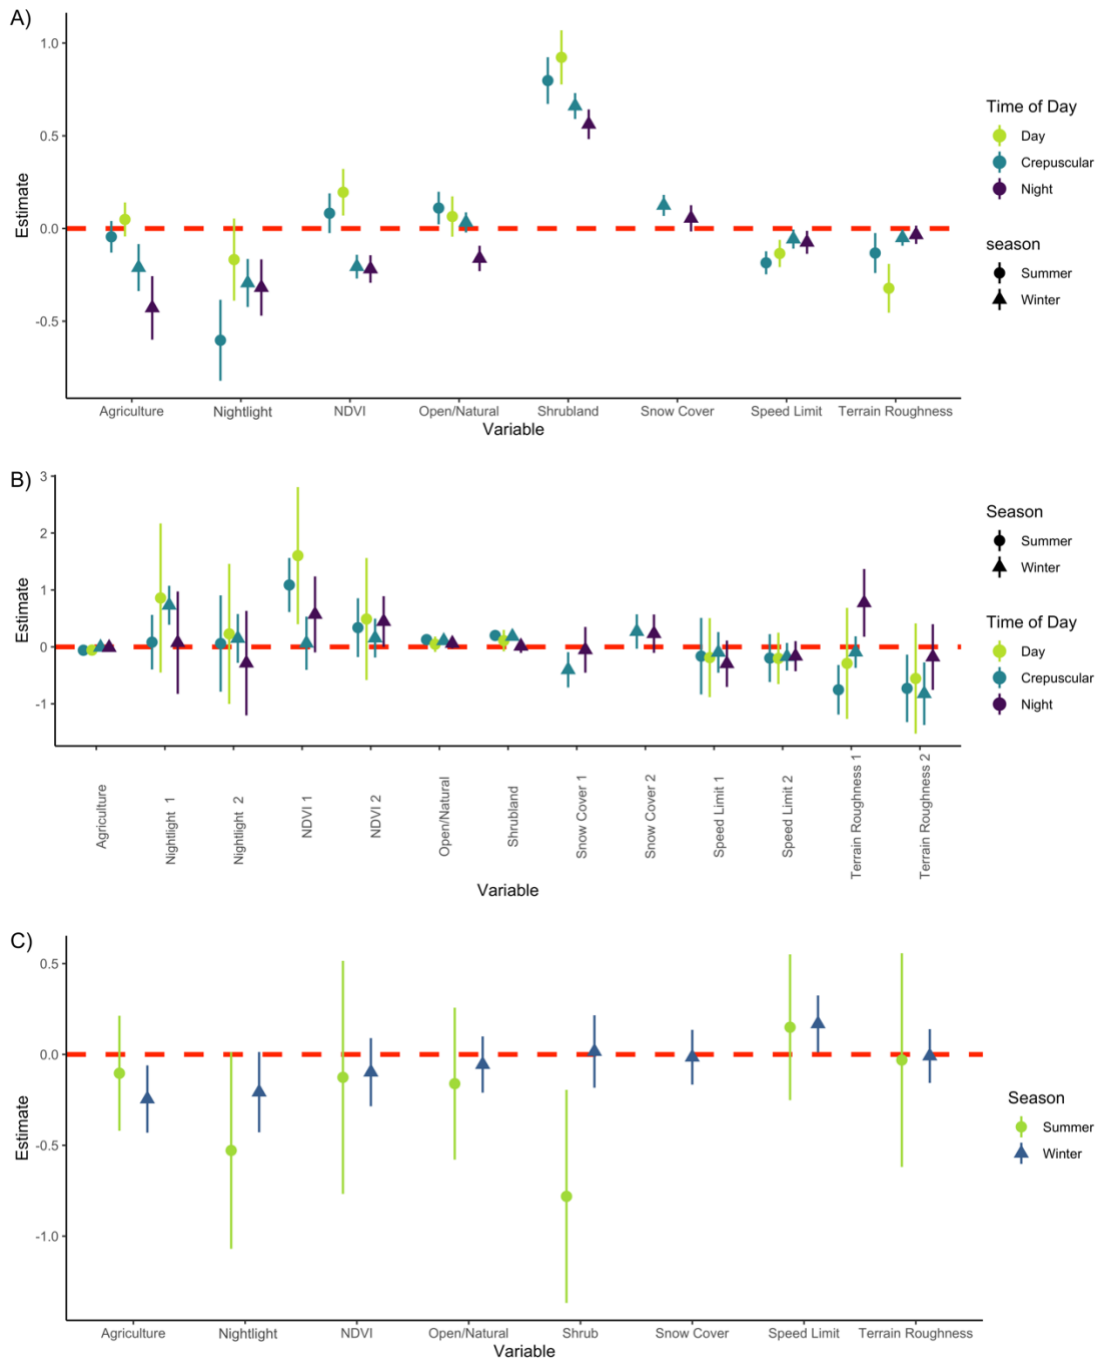 A)
1.0
0.5
0.0
-0.5
Estimate
Agriculture Nightlight NDVI Open/Natural Shrubland Snow Cover Speed Limit Terrain Roughness
Variable
Time of Day
Day
Crepuscular
Night
season
Summer
Winter
B)
3
2
1
0
-1
Estimate
Agriculture
Nightlight 1
Nightlight 2
NDVI 1
NDVI 2
Open/Natural
Shrubland
Snow Cover 1
Snow Cover 2
Speed Limit 1
Speed Limit 2
Terrain Roughness 1
Terrain Roughness 2
Variable
Season
Summer
Winter
Time of Day
Day
Crepuscular
Night
C)
0.5
0.0
-0.5
-1.0
Estimate
Agriculture Nightlight NDVI Open/Natural Shrub Snow Cover Speed Limit Terrain Roughness
Variable
Season
Summer
Winter